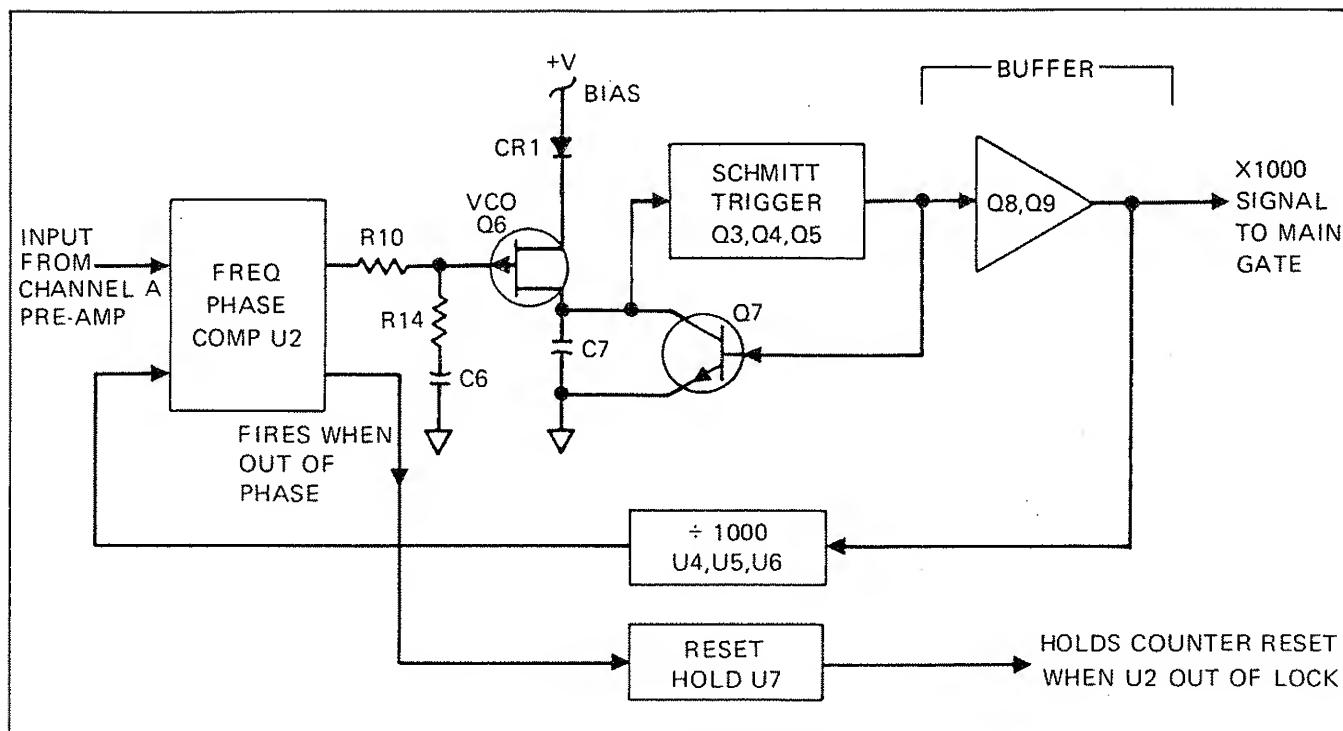 +V
BIAS
BUFFER
CR1
VCO
Q6
SCHMITT
TRIGGER
Q3,Q4,Q5
Q8,Q9
X1000
SIGNAL
TO MAIN
GATE
INPUT
FROM
CHANNEL A
PRE-AMP
FREQ
PHASE
COMP U2
R10
R14
C6
C7
Q7
FIRES WHEN
OUT OF
PHASE
÷ 1000
U4,U5,U6
RESET
HOLD U7
HOLDS COUNTER RESET
WHEN U2 OUT OF LOCK